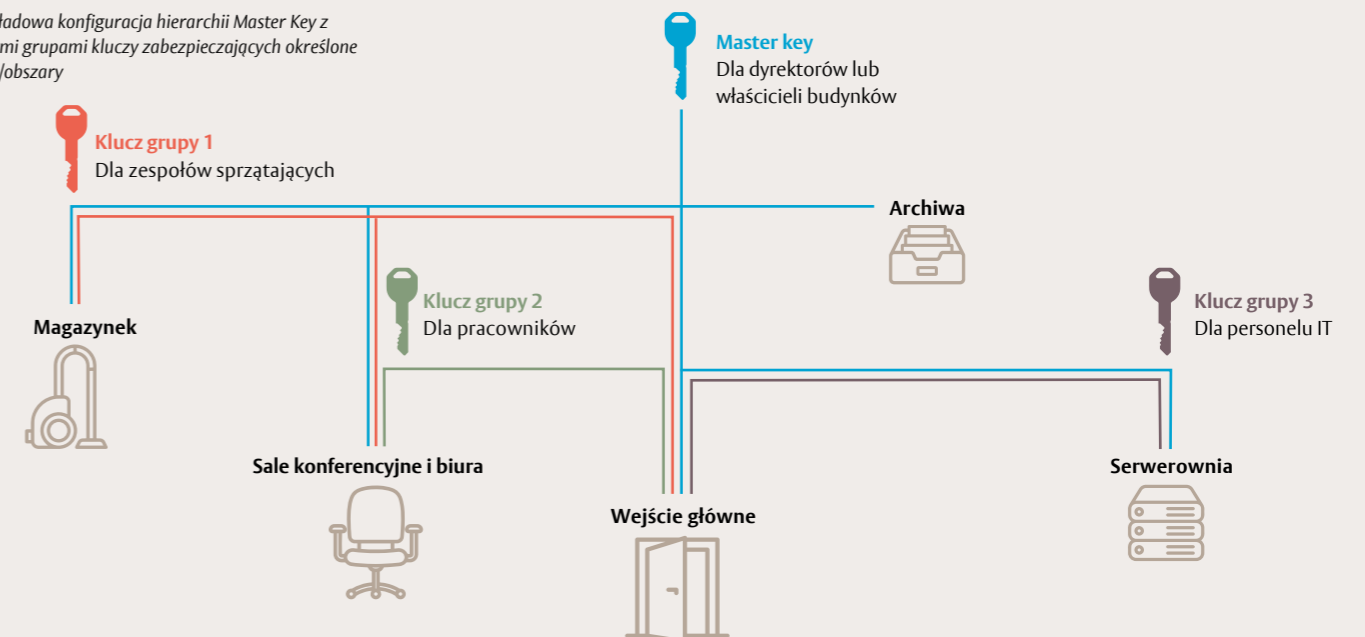 konfiguracja hierarchii Master Key z
grupami kluczy zabezpieczających określone
/obszary
Master key
Dla dyrektorów lub
właścicieli budynków
Klucz grupy 1
Dla zespołów sprzątających
Archiwa
Klucz grupy 2
Dla pracowników
Klucz grupy 3
Dla personelu IT
Magazynek
Sale konferencyjne i biura
Serwerownia
Wejście główne